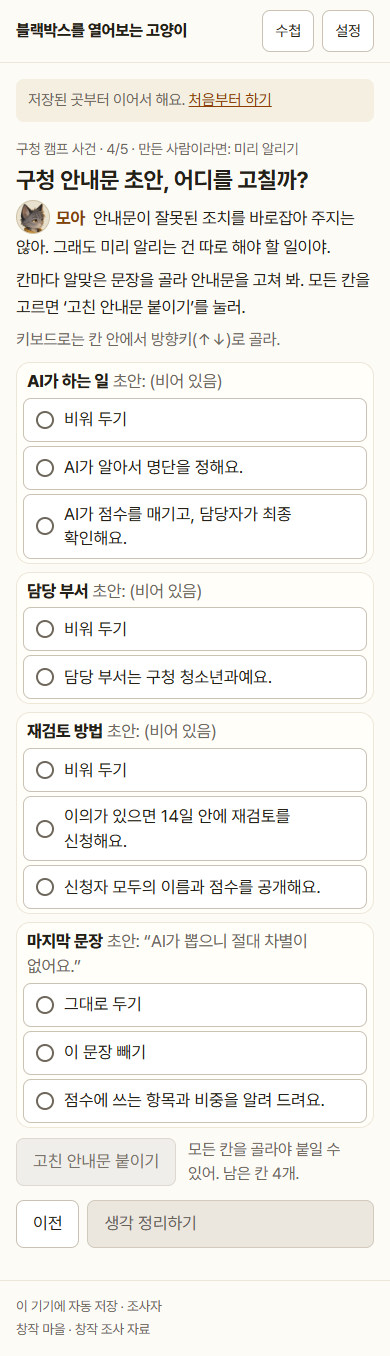 블랙박스를 열어보는 고양이
수첩
설정
저장된 곳부터 이어서 해요. 처음부터 하기
구청 캠프 사건 · 4/5 · 만든 사람이라면: 미리 알리기
구청 안내문 초안, 어디를 고칠까?
모아 안내문이 잘못된 조치를 바로잡아 주지는
않아. 그래도 미리 알리는 건 따로 해야 할 일이야.
칸마다 알맞은 문장을 골라 안내문을 고쳐 봐. 모든 칸을
고르면 ‘고친 안내문 붙이기’를 눌러.
키보드로는 칸 안에서 방향키(↑↓)로 골라.
AI가 하는 일 초안: (비어 있음)
비워 두기
AI가 알아서 명단을 정해요.
AI가 점수를 매기고, 담당자가 최종
확인해요.
담당 부서 초안: (비어 있음)
비워 두기
담당 부서는 구청 청소년과예요.
재검토 방법 초안: (비어 있음)
비워 두기
이의가 있으면 14일 안에 재검토를
신청해요.
신청자 모두의 이름과 점수를 공개해요.
마지막 문장 초안: “AI가 뽑으니 절대 차별이
없어요.”
그대로 두기
이 문장 빼기
점수에 쓰는 항목과 비중을 알려 드려요.
고친 안내문 붙이기
모든 칸을 골라야 붙일 수
있어. 남은 칸 4개.
이전
생각 정리하기
이 기기에 자동 저장 · 조사자
창작 마을 · 창작 조사 자료